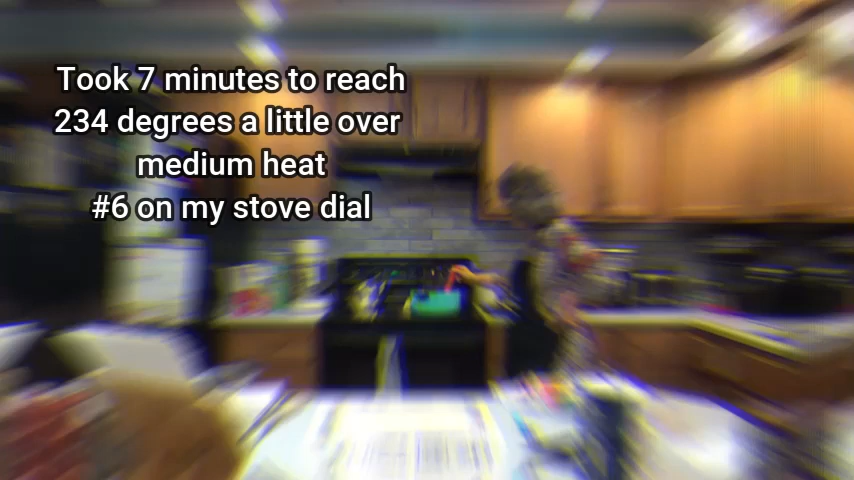 Took 7 minutes to reach
234 degrees a little over
medium heat
#6 on my stove dial